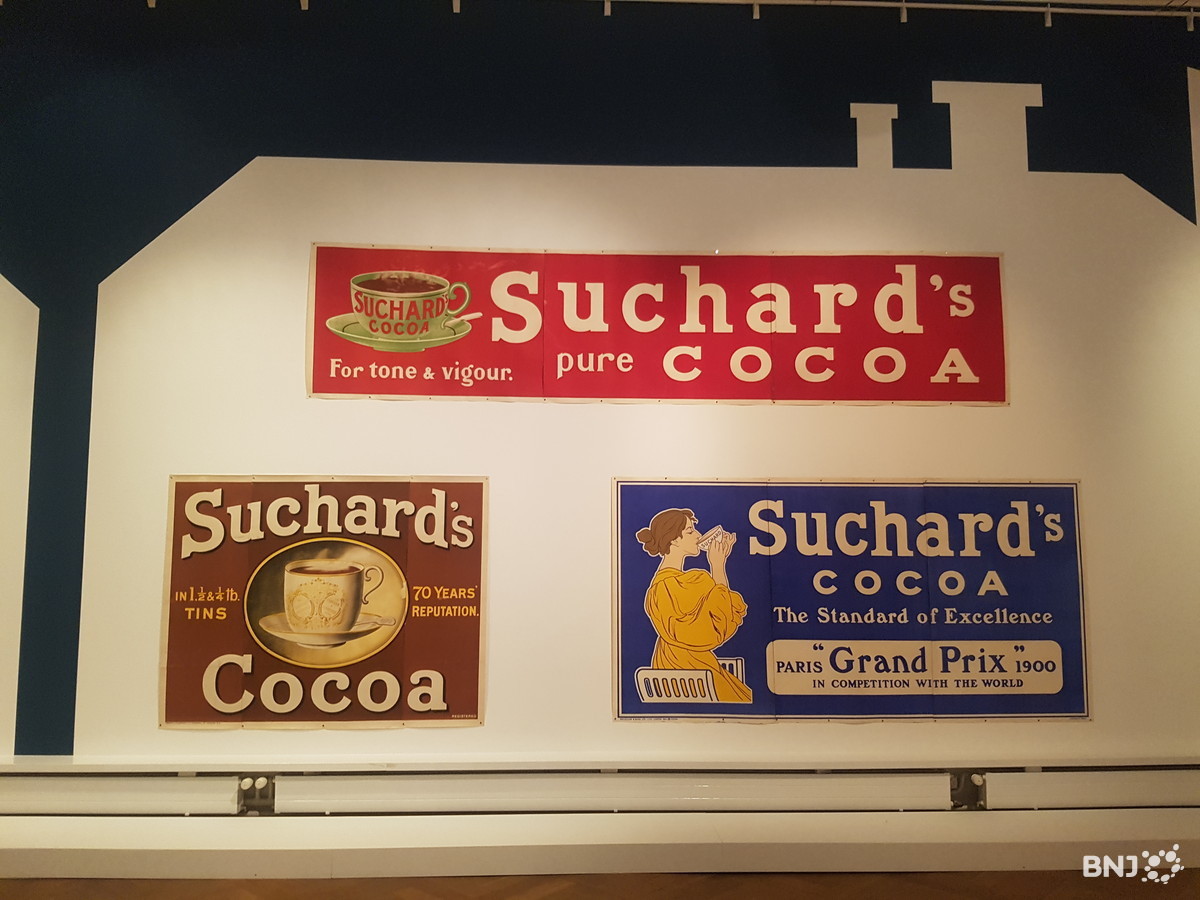 Suchard's
SUCHARD'S
COCOA
For tone & vigour.
pure COCOA
Suchard's
IN 1, ½ & ¼ lb.
TINS
70 YEARS'
REPUTATION.
Cocoa
REGISTERED
Suchard's
COCOA
The Standard of Excellence
PARIS "Grand Prix" 1900
IN COMPETITION WITH THE WORLD
BNJ